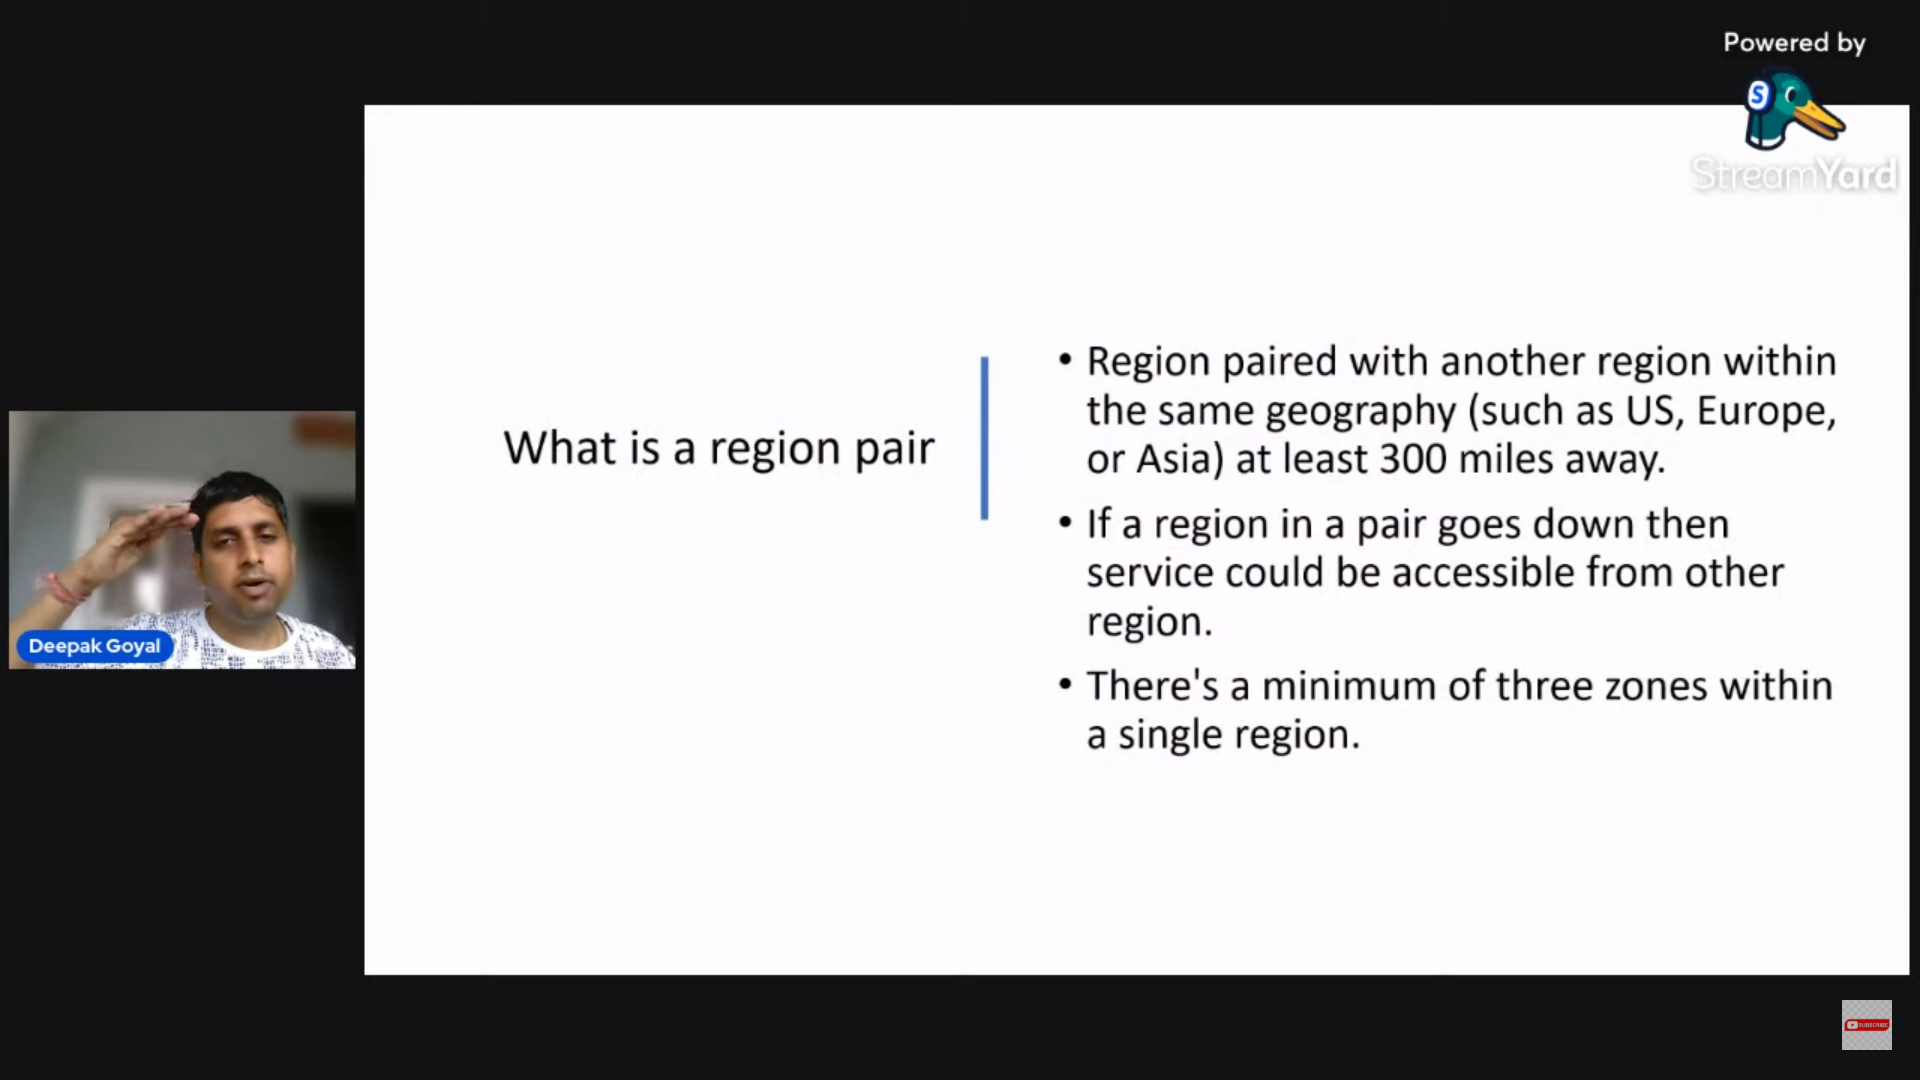 Powered by
S
StreamYard
What is a region pair
• Region paired with another region within
the same geography (such as US, Europe,
or Asia) at least 300 miles away.
• If a region in a pair goes down then
service could be accessible from other
region.
• There's a minimum of three zones within
a single region.
Deepak Goyal
SUBSCRIBE